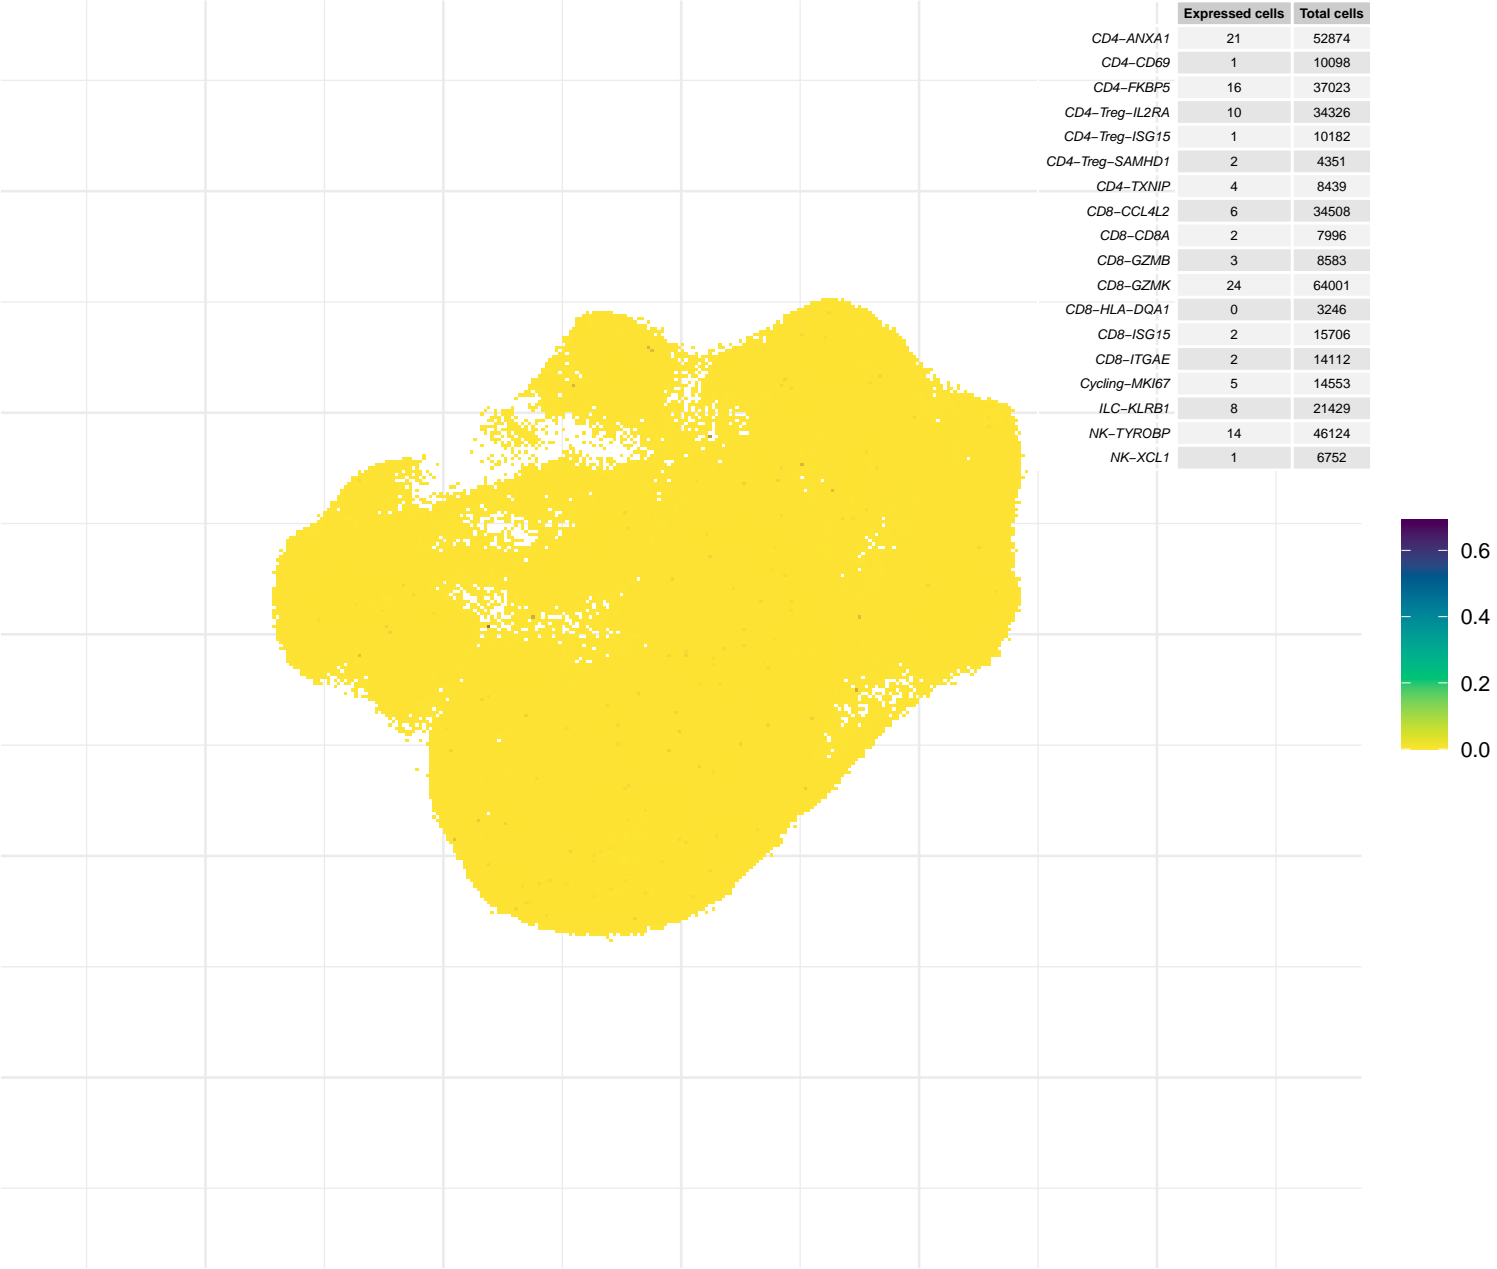 Expressed cells Total cells
CD4−ANXA1 21 52874
CD4−CD69 1 10098
CD4−FKBP5 16 37023
CD4−Treg−IL2RA 10 34326
CD4−Treg−ISG15 1 10182
CD4−Treg−SAMHD1 2 4351
CD4−TXNIP 4 8439
CD8−CCL4L2 6 34508
CD8−CD8A 2 7996
CD8−GZMB 3 8583
CD8−GZMK 24 64001
CD8−HLA−DQA1 0 3246
CD8−ISG15 2 15706
CD8−ITGAE 2 14112
Cycling−MKI67 5 14553
ILC−KLRB1 8 21429
NK−TYROBP 14 46124
NK−XCL1 1 6752
0.6
0.4
0.2
0.0